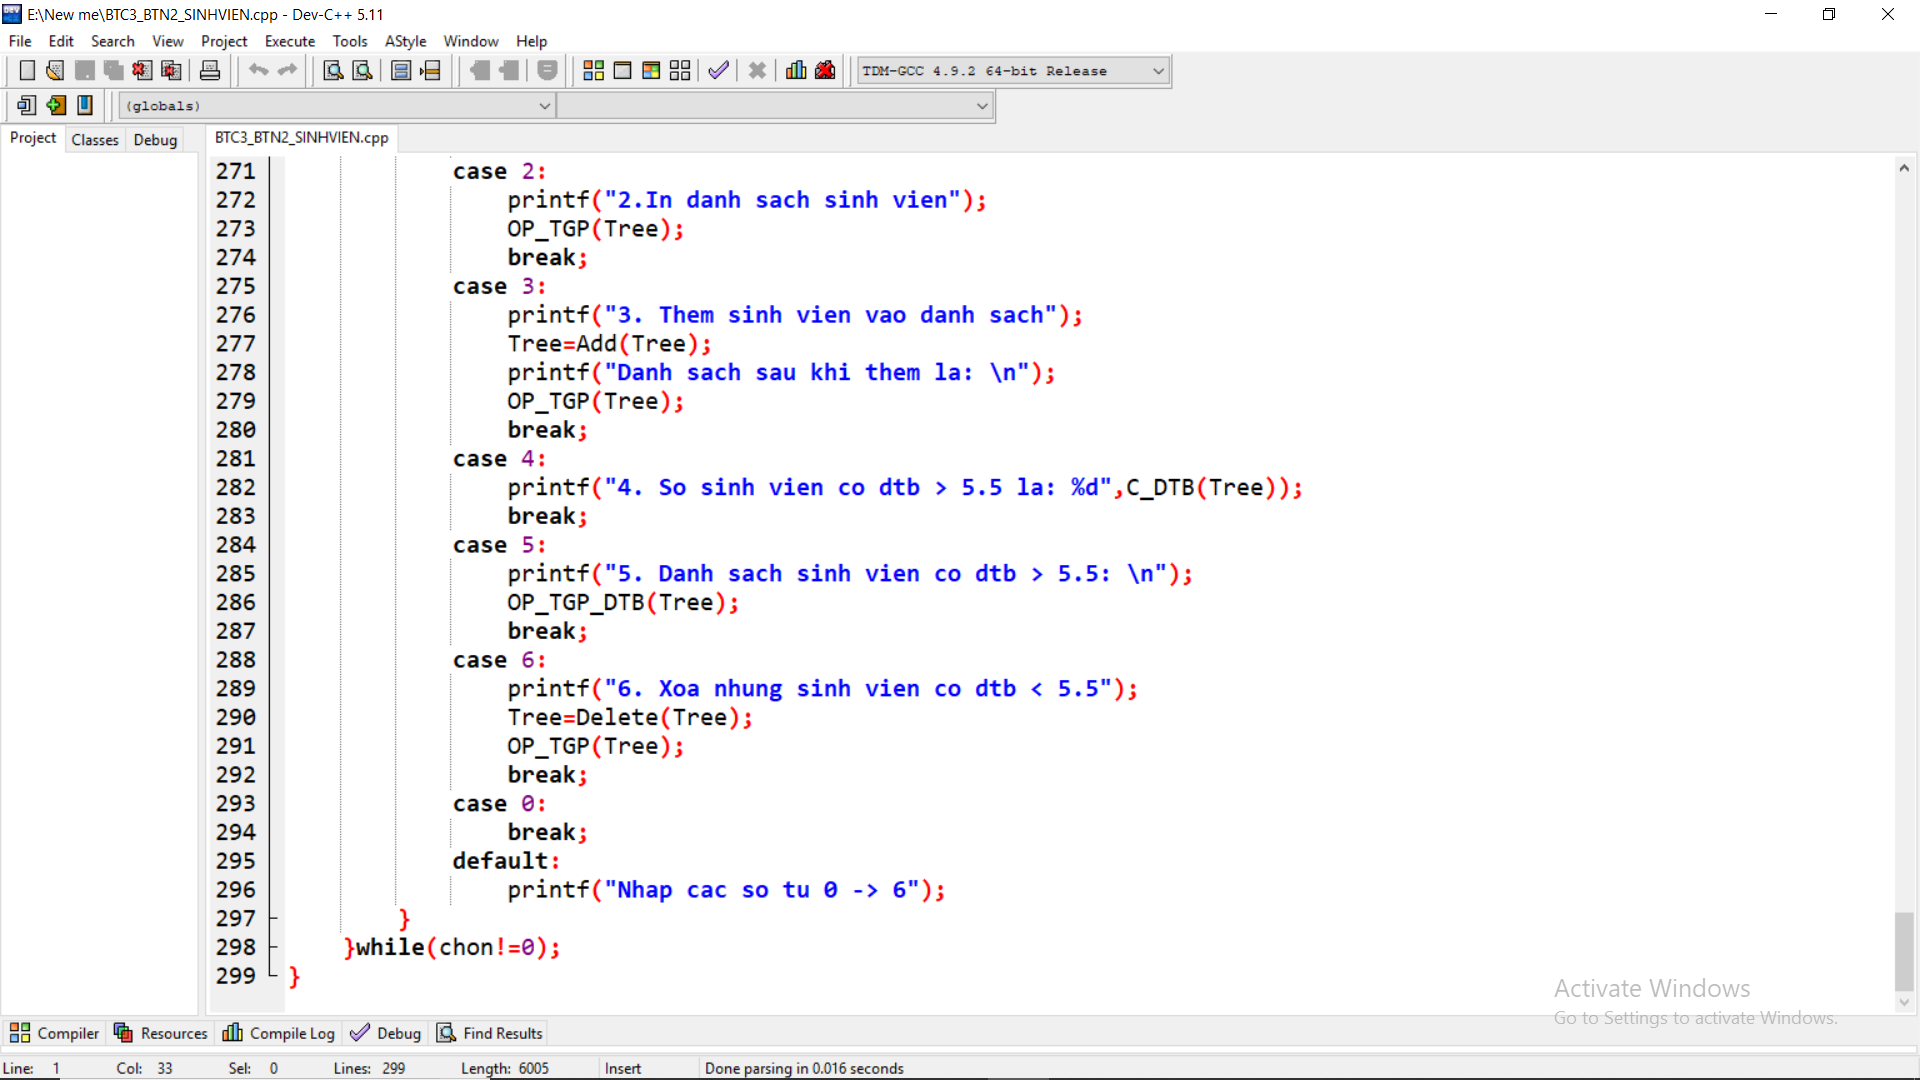 E:\New me\BTC3_BTN2_SINHVIEN.cpp - Dev-C++ 5.11
File Edit Search View Project Execute Tools AStyle Window Help
TDM-GCC 4.9.2 64-bit Release
(globals)
Project Classes Debug BTC3_BTN2_SINHVIEN.cpp
271 case 2:
272 printf("2.In danh sach sinh vien");
273 OP_TGP(Tree);
274 break;
275 case 3:
276 printf("3. Them sinh vien vao danh sach");
277 Tree=Add(Tree);
278 printf("Danh sach sau khi them la: \n");
279 OP_TGP(Tree);
280 break;
281 case 4:
282 printf("4. So sinh vien co dtb > 5.5 la: %d",C_DTB(Tree));
283 break;
284 case 5:
285 printf("5. Danh sach sinh vien co dtb > 5.5: \n");
286 OP_TGP_DTB(Tree);
287 break;
288 case 6:
289 printf("6. Xoa nhung sinh vien co dtb < 5.5");
290 Tree=Delete(Tree);
291 OP_TGP(Tree);
292 break;
293 case 0:
294 break;
295 default:
296 printf("Nhap cac so tu 0 -> 6");
297 }
298 }while(chon!=0);
299 }
Activate Windows
Go to Settings to activate Windows.
Compiler Resources Compile Log Debug Find Results
Line: 1 Col: 33 Sel: 0 Lines: 299 Length: 6005 Insert Done parsing in 0.016 seconds